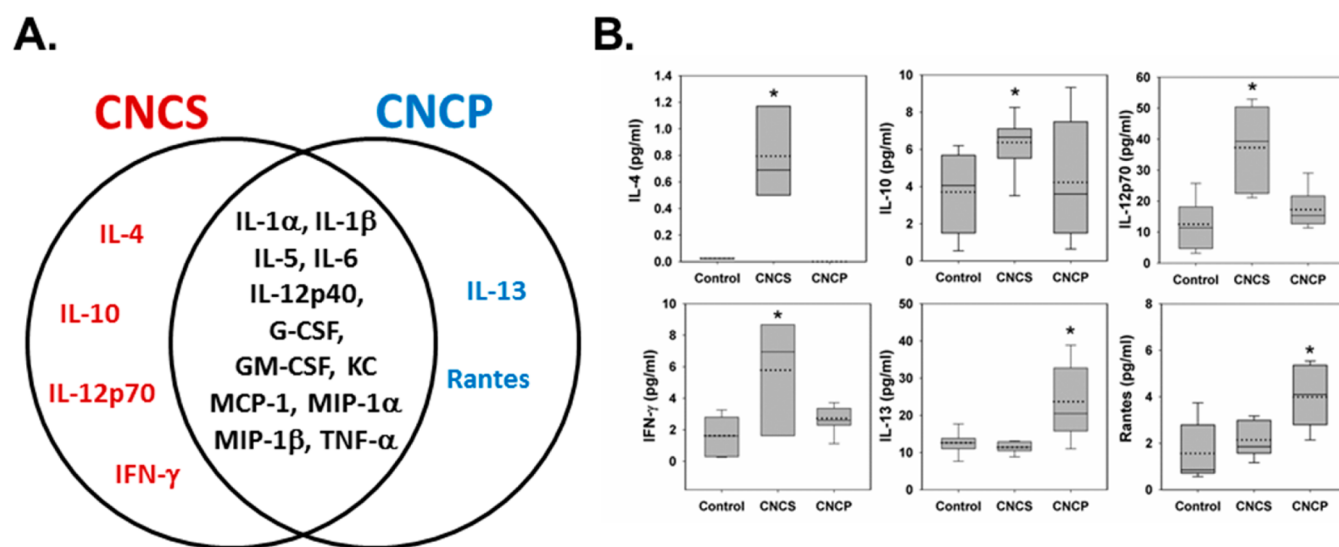 A.
CNCS CNCP
IL-4
IL-10
IL-12p70
IFN-γ
IL-1α, IL-1β
IL-5, IL-6
IL-12p40,
G-CSF,
GM-CSF, KC
MCP-1, MIP-1α
MIP-1β, TNF-α
IL-13
Rantes
B.
IL-4 (pg/ml)
1.4
1.2
1.0
0.8
0.6
0.4
0.2
0.0
*
Control CNCS CNCP
IL-10 (pg/ml)
10
8
6
4
2
0
*
Control CNCS CNCP
IL-12p70 (pg/ml)
60
50
40
30
20
10
0
*
Control CNCS CNCP
IFN-γ (pg/ml)
10
8
6
4
2
0
*
Control CNCS CNCP
IL-13 (pg/ml)
50
40
30
20
10
0
*
Control CNCS CNCP
Rantes (pg/ml)
8
6
4
2
0
*
Control CNCS CNCP